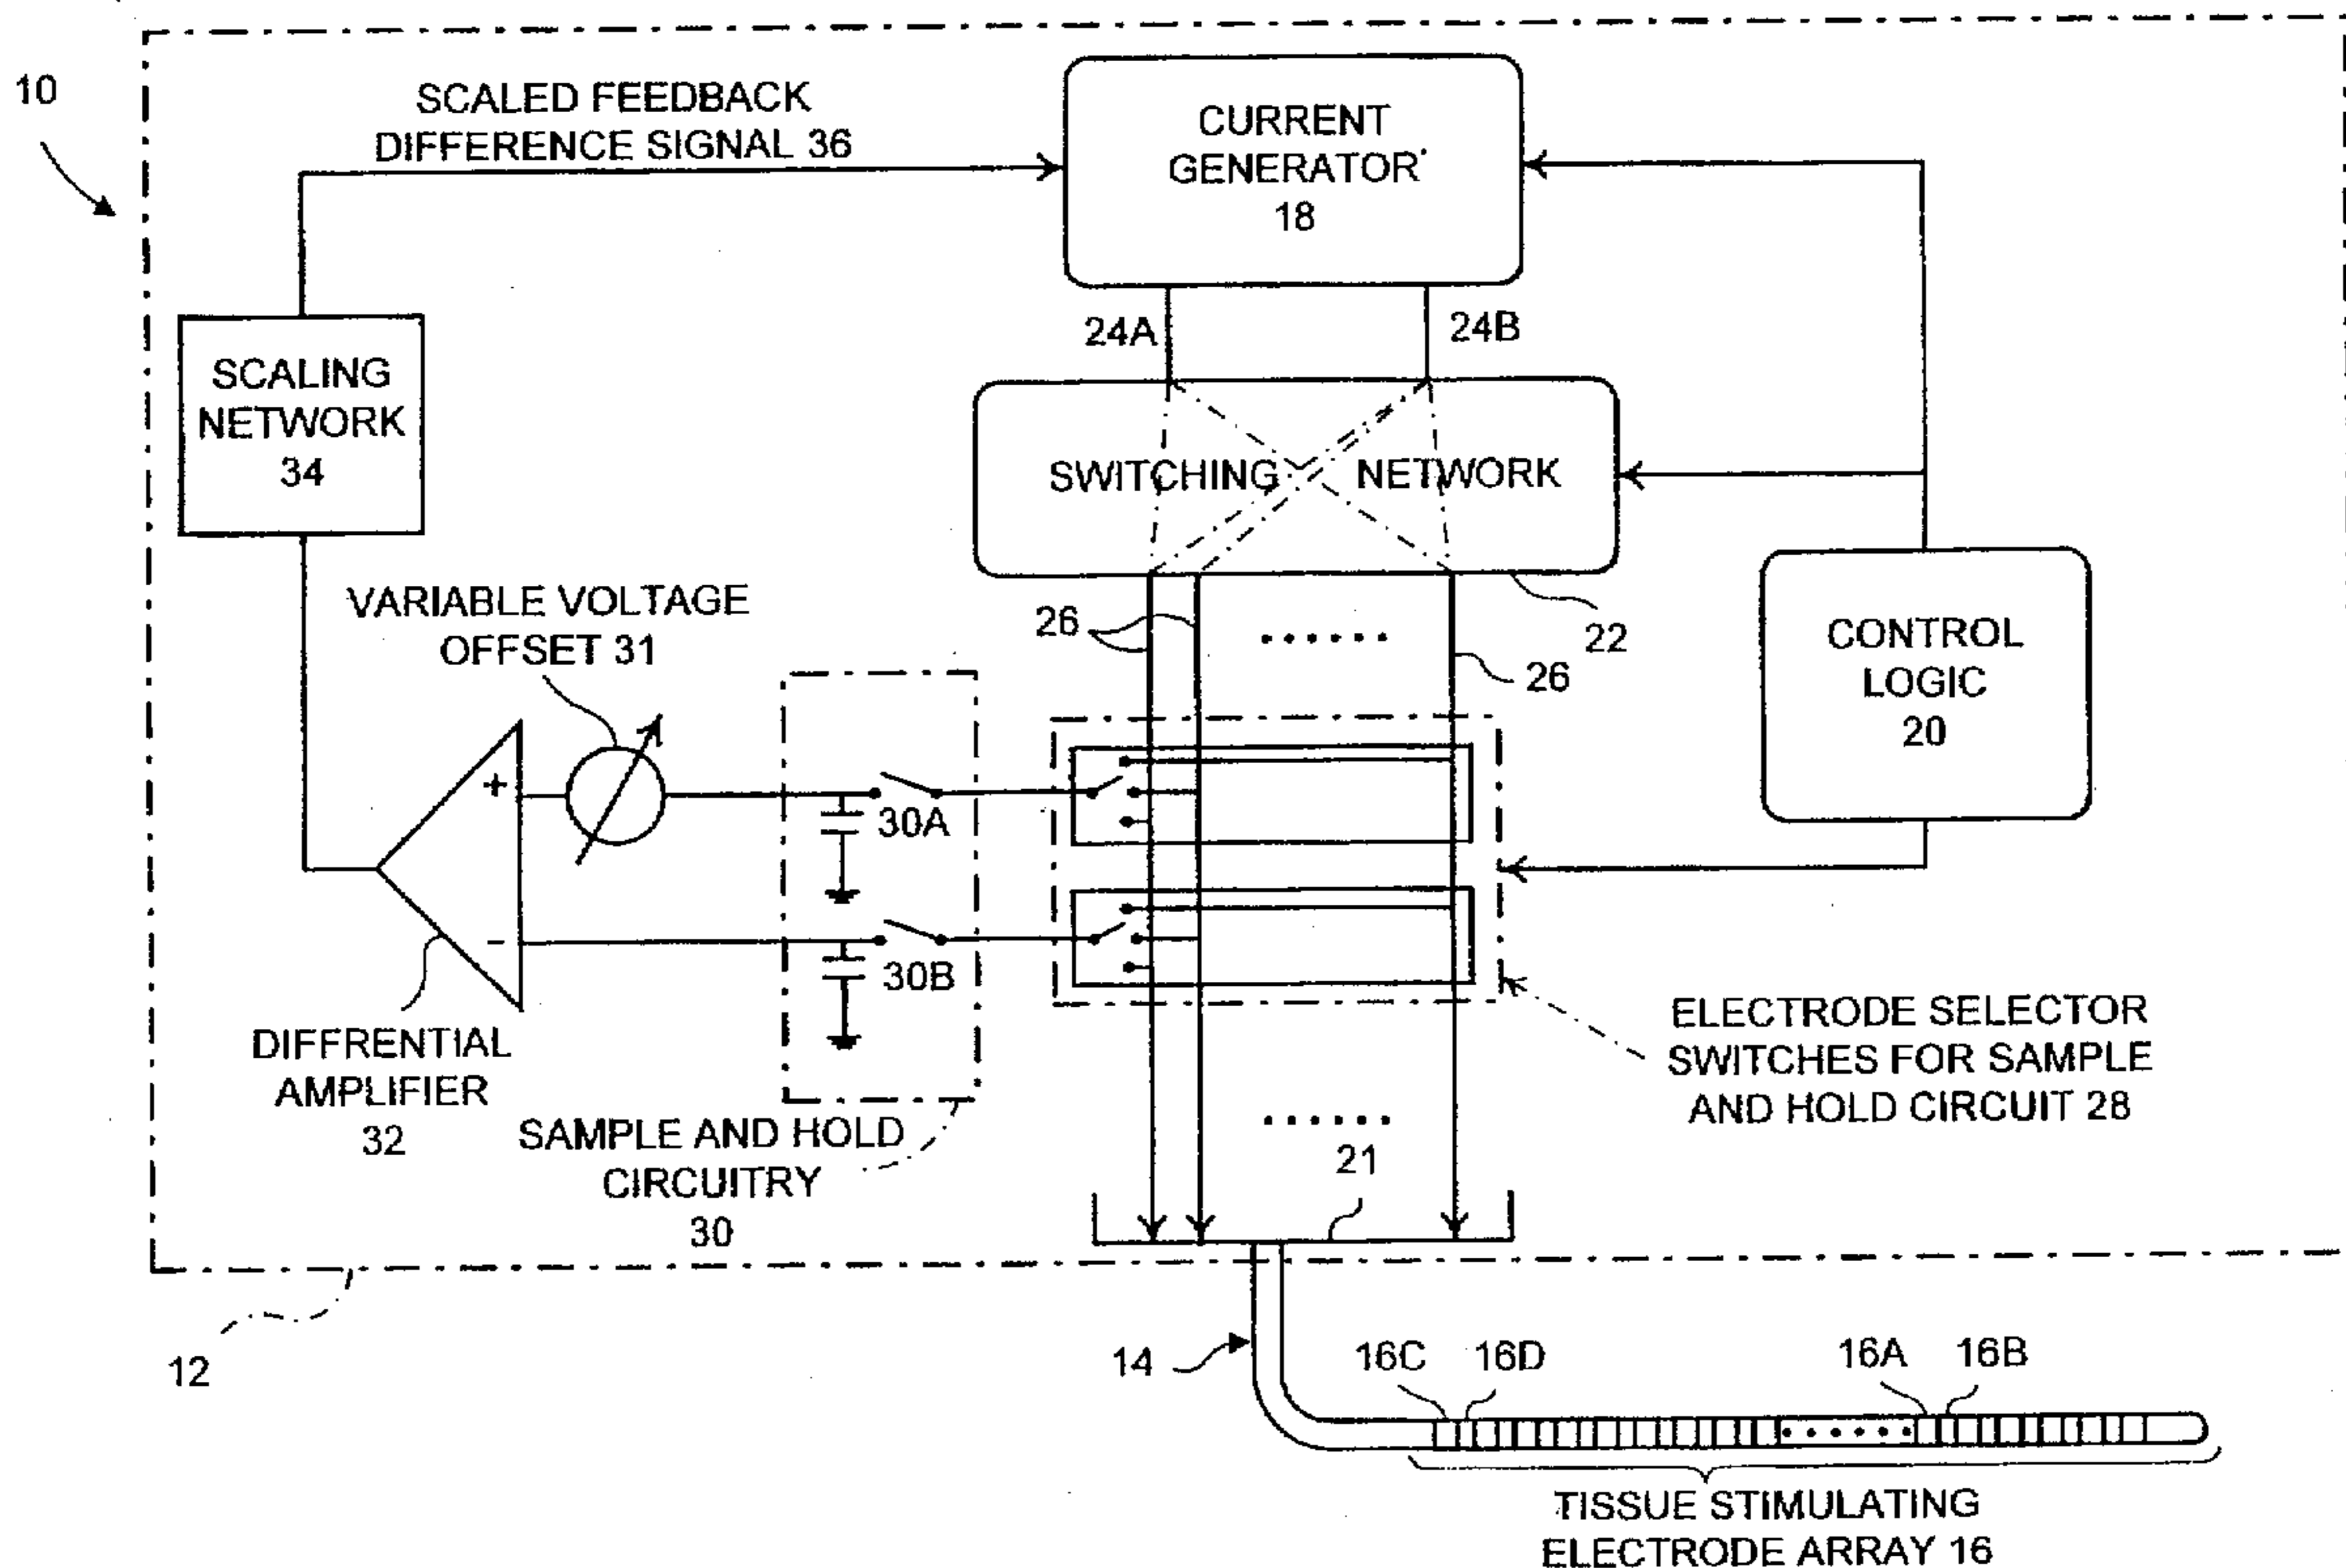 10
SCALED FEEDBACK
DIFFERENCE SIGNAL 36
CURRENT
GENERATOR
18
24A
24B
SCALING
NETWORK
34
SWITCHING NETWORK
22
26
26
CONTROL
LOGIC
20
VARIABLE VOLTAGE
OFFSET 31
+
-
30A
30B
DIFFRENTIAL
AMPLIFIER
32
SAMPLE AND HOLD
CIRCUITRY
30
ELECTRODE SELECTOR
SWITCHES FOR SAMPLE
AND HOLD CIRCUIT 28
21
12
14
16C
16D
16A
16B
TISSUE STIMULATING
ELECTRODE ARRAY 16